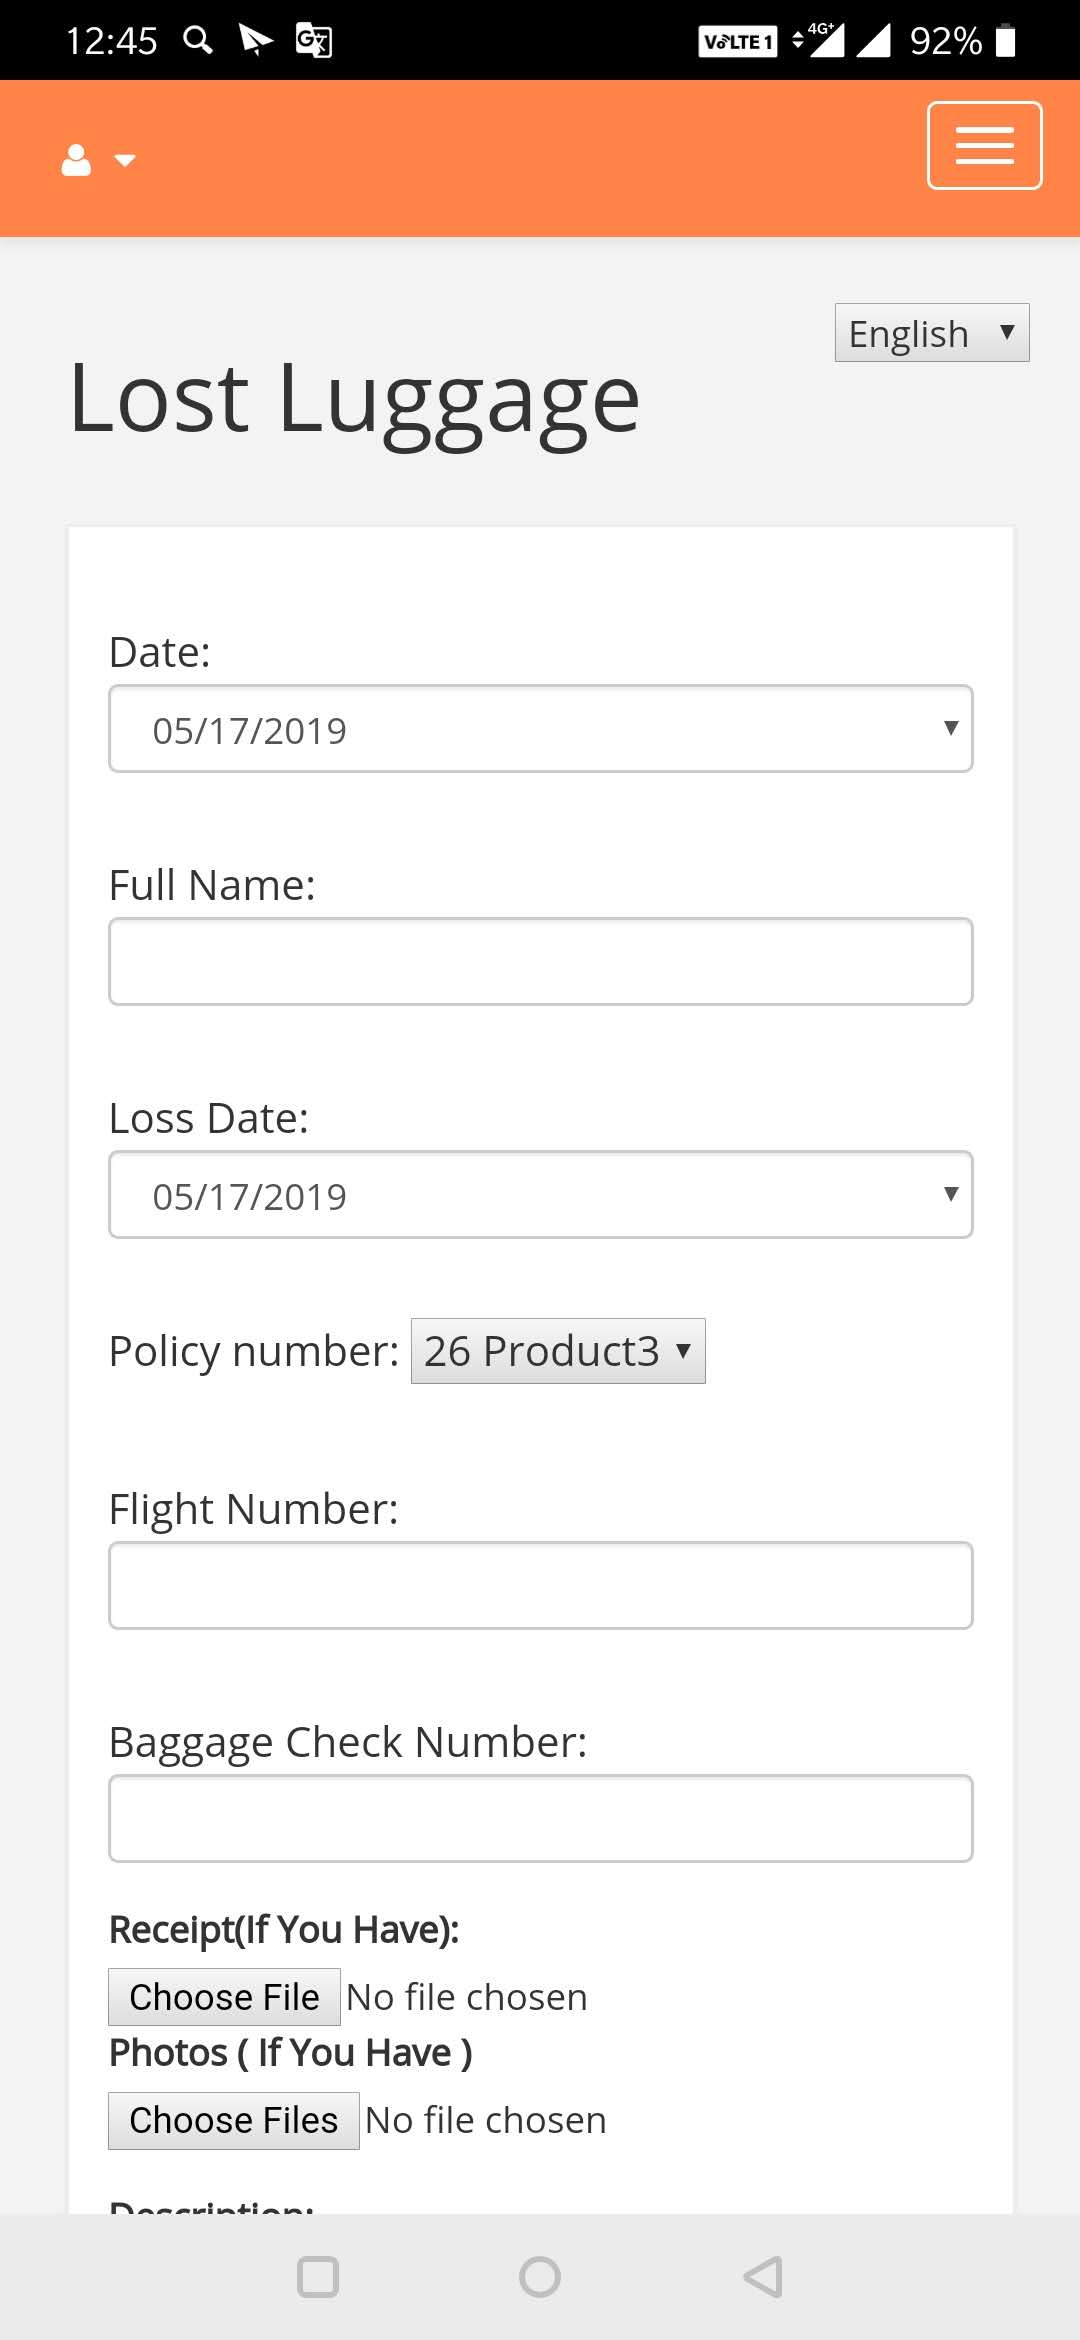 12:45 VoLTE 1 4G+ 92%
English
Lost Luggage
Date:
05/17/2019
Full Name:
Loss Date:
05/17/2019
Policy number: 26 Product3
Flight Number:
Baggage Check Number:
Receipt(If You Have):
Choose File No file chosen
Photos ( If You Have )
Choose Files No file chosen
Description: